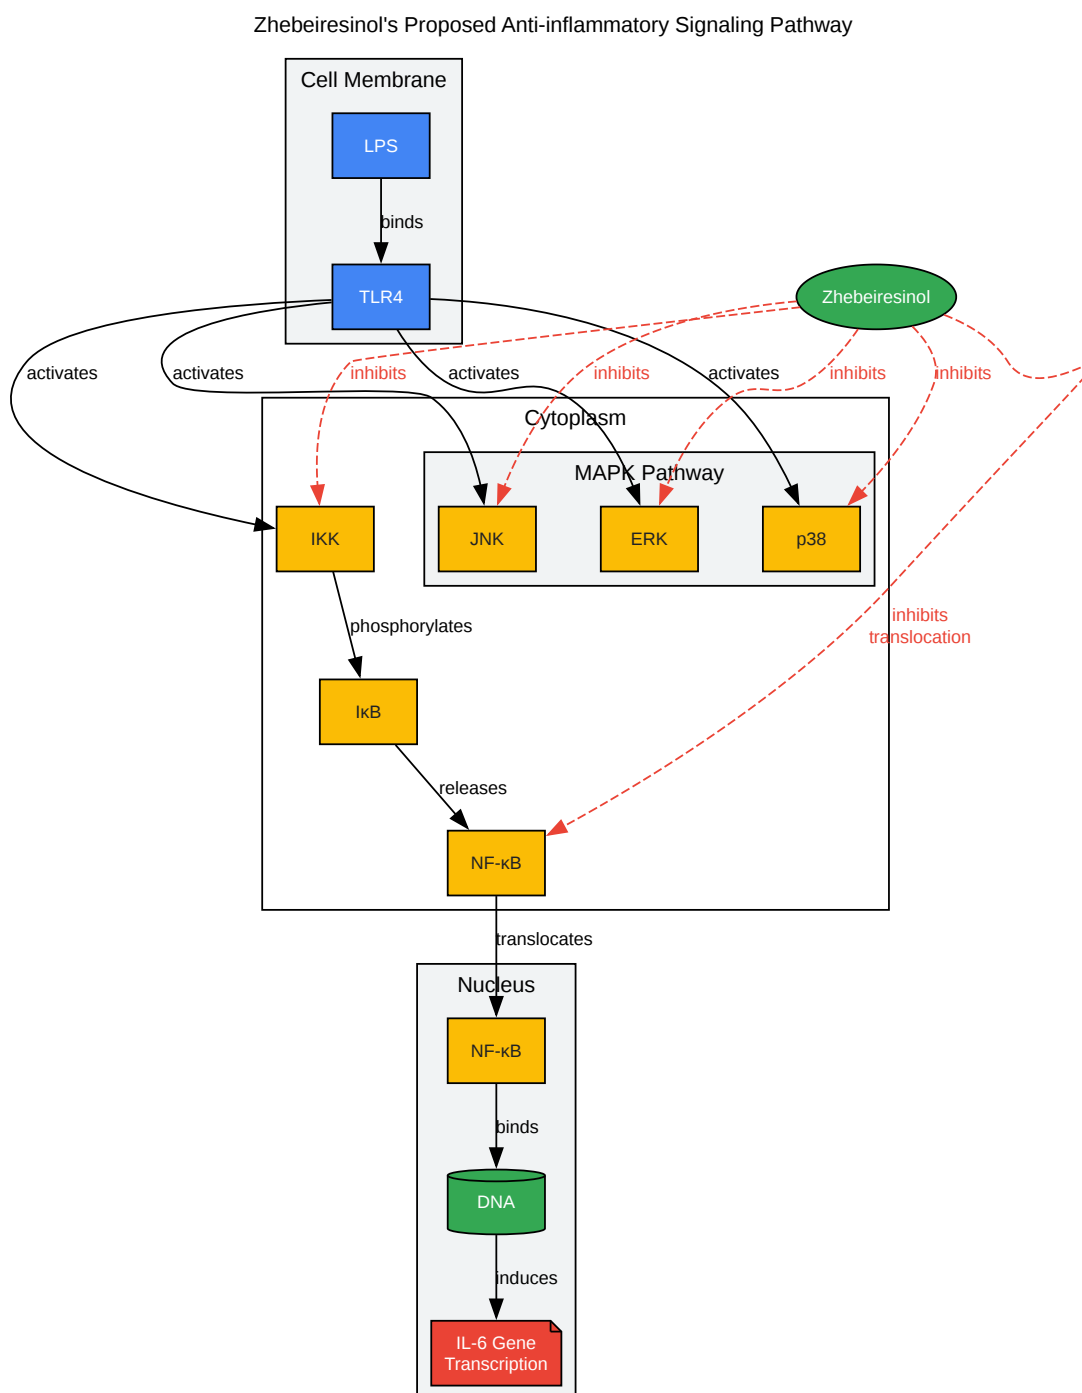 Zhebeiresinol's Proposed Anti-inflammatory Signaling Pathway
Cell Membrane
LPS
binds
TLR4
Zhebeiresinol
activates
activates
inhibits
activates
inhibits
activates
inhibits
inhibits
Cytoplasm
MAPK Pathway
IKK
JNK
ERK
p38
phosphorylates
inhibits
translocation
IκB
releases
NF-κB
translocates
Nucleus
NF-κB
binds
DNA
induces
IL-6 Gene
Transcription